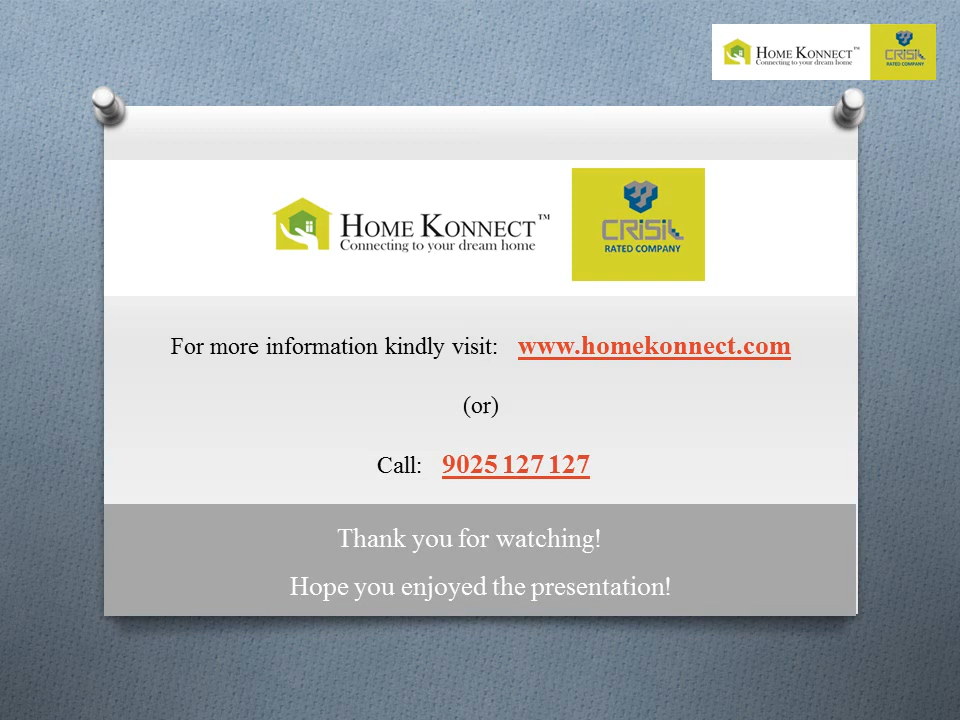 HOME KONNECT™
Connecting to your dream home
CRISIL
RATED COMPANY
HOME KONNECT™
Connecting to your dream home
CRISIL
RATED COMPANY
For more information kindly visit: www.homekonnect.com
(or)
Call: 9025 127 127
Thank you for watching!
Hope you enjoyed the presentation!